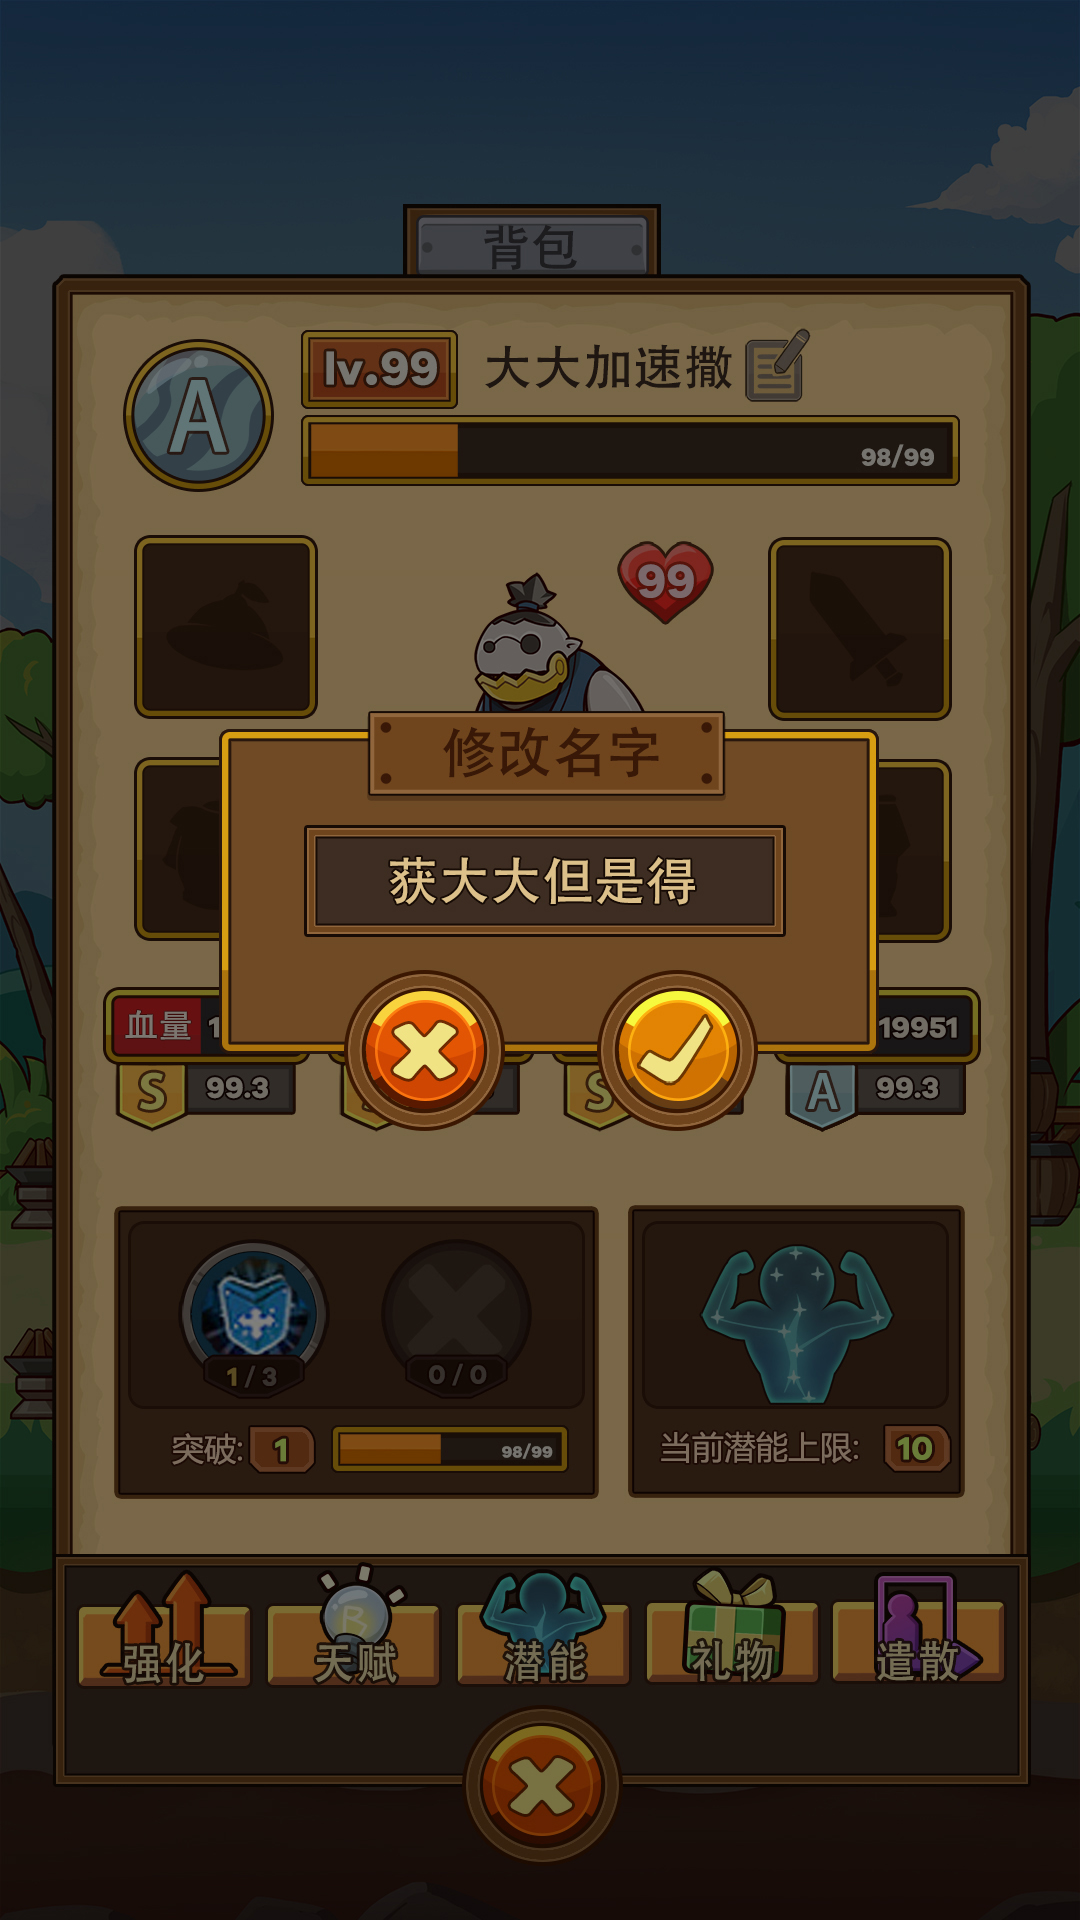 背包
A
lv.99
大大加速撒
98/99
99
修改名字
获大大但是得
血量
19951
S
99.3
S
A
99.3
1/3
0/0
突破:
1
98/99
当前潜能上限:
10
强化
天赋
潜能
礼物
遣散